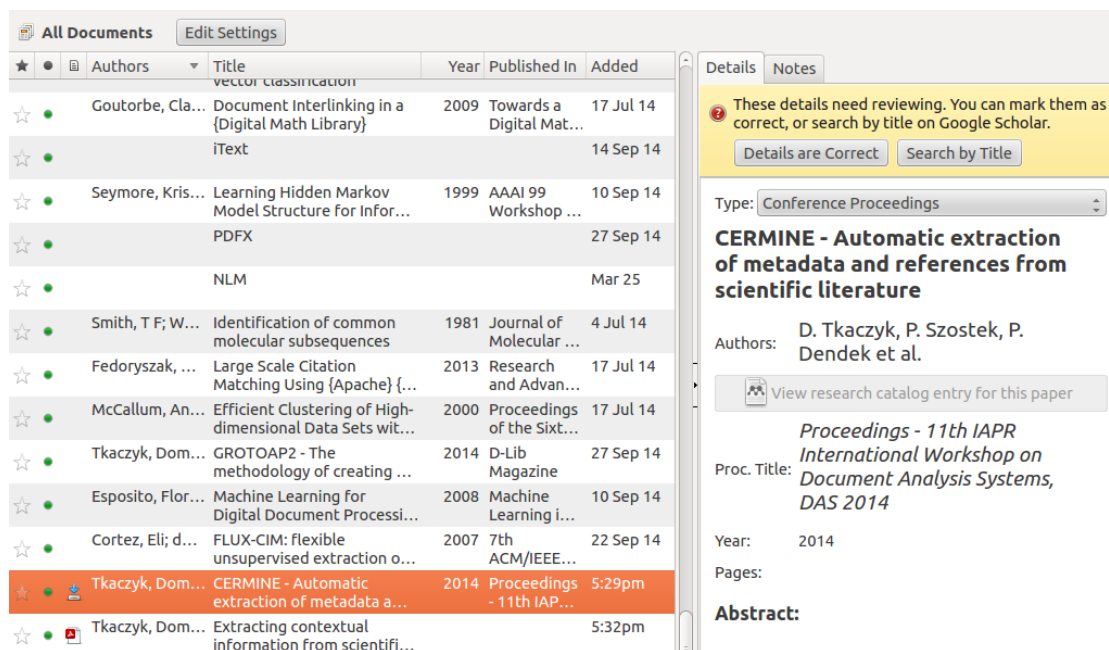 All Documents Edit Settings
Authors Title Year Published In Added
vector classification
Goutorbe, Cla... Document Interlinking in a 2009 Towards a 17 Jul 14
{Digital Math Library} Digital Mat...
iText 14 Sep 14
Seymore, Kris... Learning Hidden Markov 1999 AAAI 99 10 Sep 14
Model Structure for Infor... Workshop ...
PDFX 27 Sep 14
NLM Mar 25
Smith, T F; W... Identification of common 1981 Journal of 4 Jul 14
molecular subsequences Molecular ...
Fedoryszak, ... Large Scale Citation 2013 Research 17 Jul 14
Matching Using {Apache} {... and Advan...
McCallum, An... Efficient Clustering of High- 2000 Proceedings 17 Jul 14
dimensional Data Sets wit... of the Sixt...
Tkaczyk, Dom... GROTOAP2 - The 2014 D-Lib 27 Sep 14
methodology of creating ... Magazine
Esposito, Flor... Machine Learning for 2008 Machine 10 Sep 14
Digital Document Processi... Learning i...
Cortez, Eli; d... FLUX-CIM: flexible 2007 7th 22 Sep 14
unsupervised extraction o... ACM/IEEE...
Tkaczyk, Dom... CERMINE - Automatic 2014 Proceedings 5:29pm
extraction of metadata a... - 11th IAP...
Tkaczyk, Dom... Extracting contextual 5:32pm
information from scientifi...
Details Notes
These details need reviewing. You can mark them as
correct, or search by title on Google Scholar.
Details are Correct Search by Title
Type: Conference Proceedings
CERMINE - Automatic extraction
of metadata and references from
scientific literature
Authors: D. Tkaczyk, P. Szostek, P.
Dendek et al.
View research catalog entry for this paper
Proceedings - 11th IAPR
International Workshop on
Proc. Title: Document Analysis Systems,
DAS 2014
Year: 2014
Pages:
Abstract: